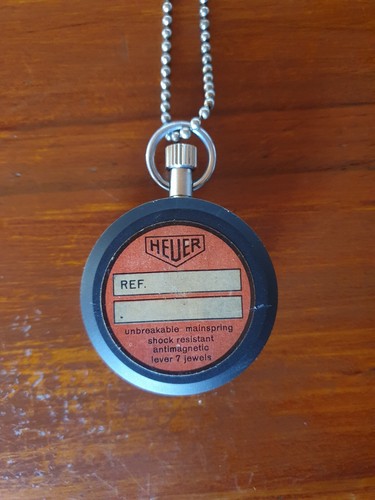 HEUER
REF.
unbreakable mainspring
shock resistant
antimagnetic
lever 7 jewels